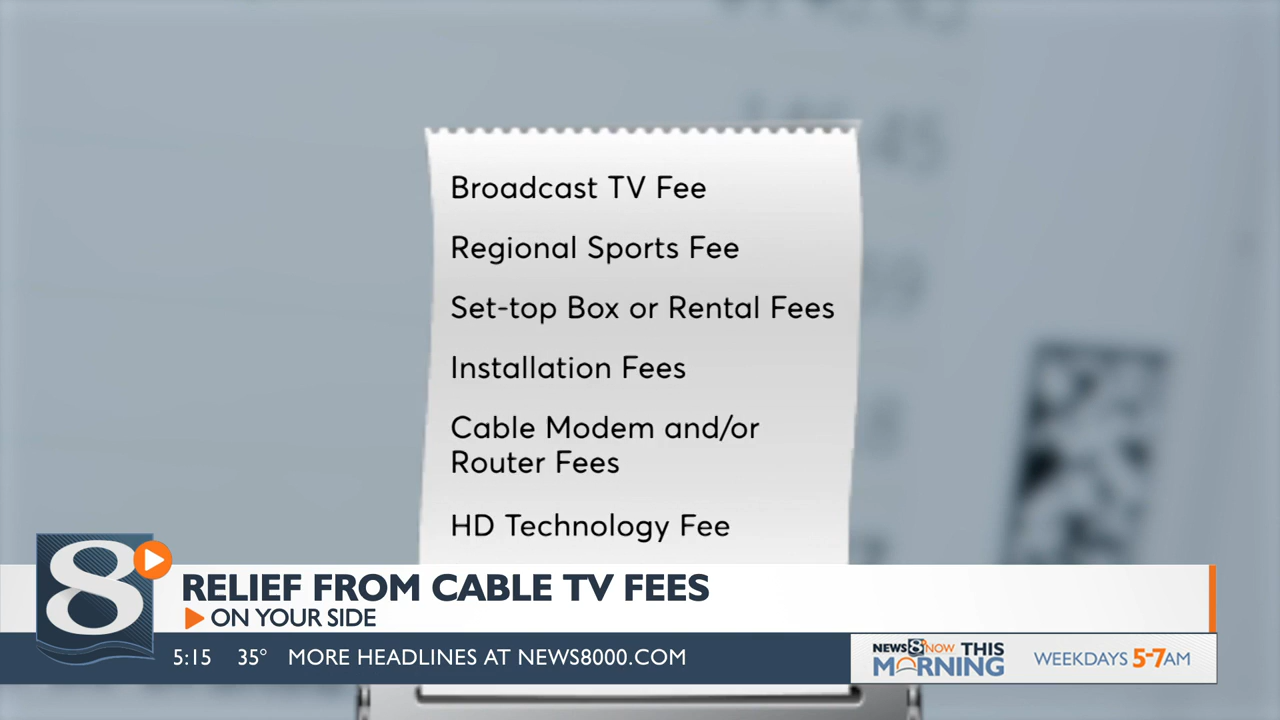 Broadcast TV Fee
Regional Sports Fee
Set-top Box or Rental Fees
Installation Fees
Cable Modem and/or
Router Fees
HD Technology Fee
8
RELIEF FROM CABLE TV FEES
ON YOUR SIDE
5:15 35° MORE HEADLINES AT NEWS8000.COM
NEWS 8 NOW THIS
MORNING
WEEKDAYS 5-7AM